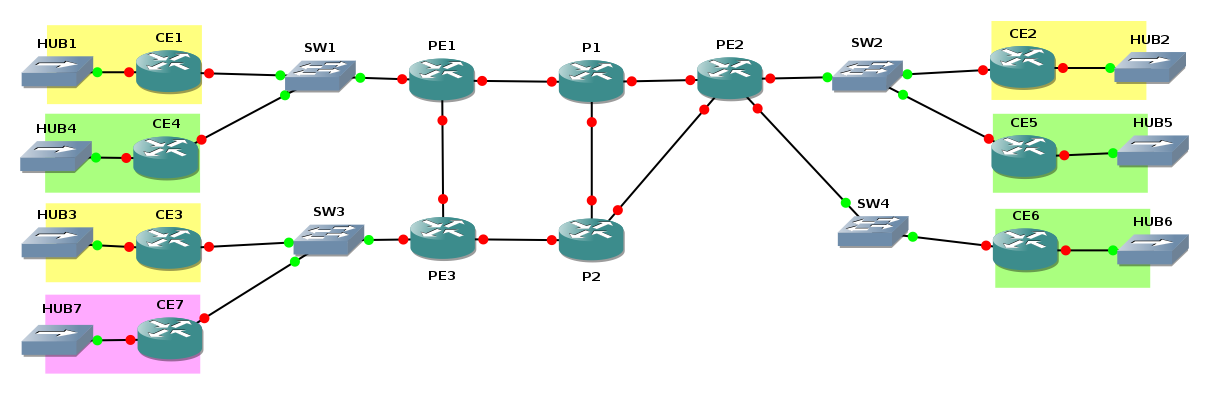 HUB1
CE1
SW1
PE1
P1
PE2
SW2
CE2
HUB2
HUB4
CE4
CE5
HUB5
HUB3
CE3
SW3
SW4
CE6
HUB6
PE3
P2
HUB7
CE7